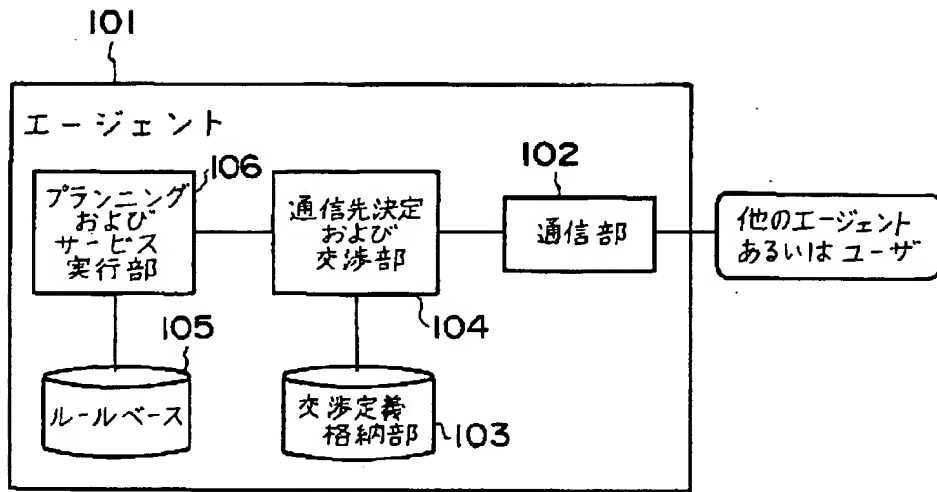 101
エージェント
106
プランニング
および
サービス
実行部
通信先決定
および
交渉部
104
102
通信部
他のエージェント
あるいはユーザ
105
ルールベース
交渉定義
格納部
103